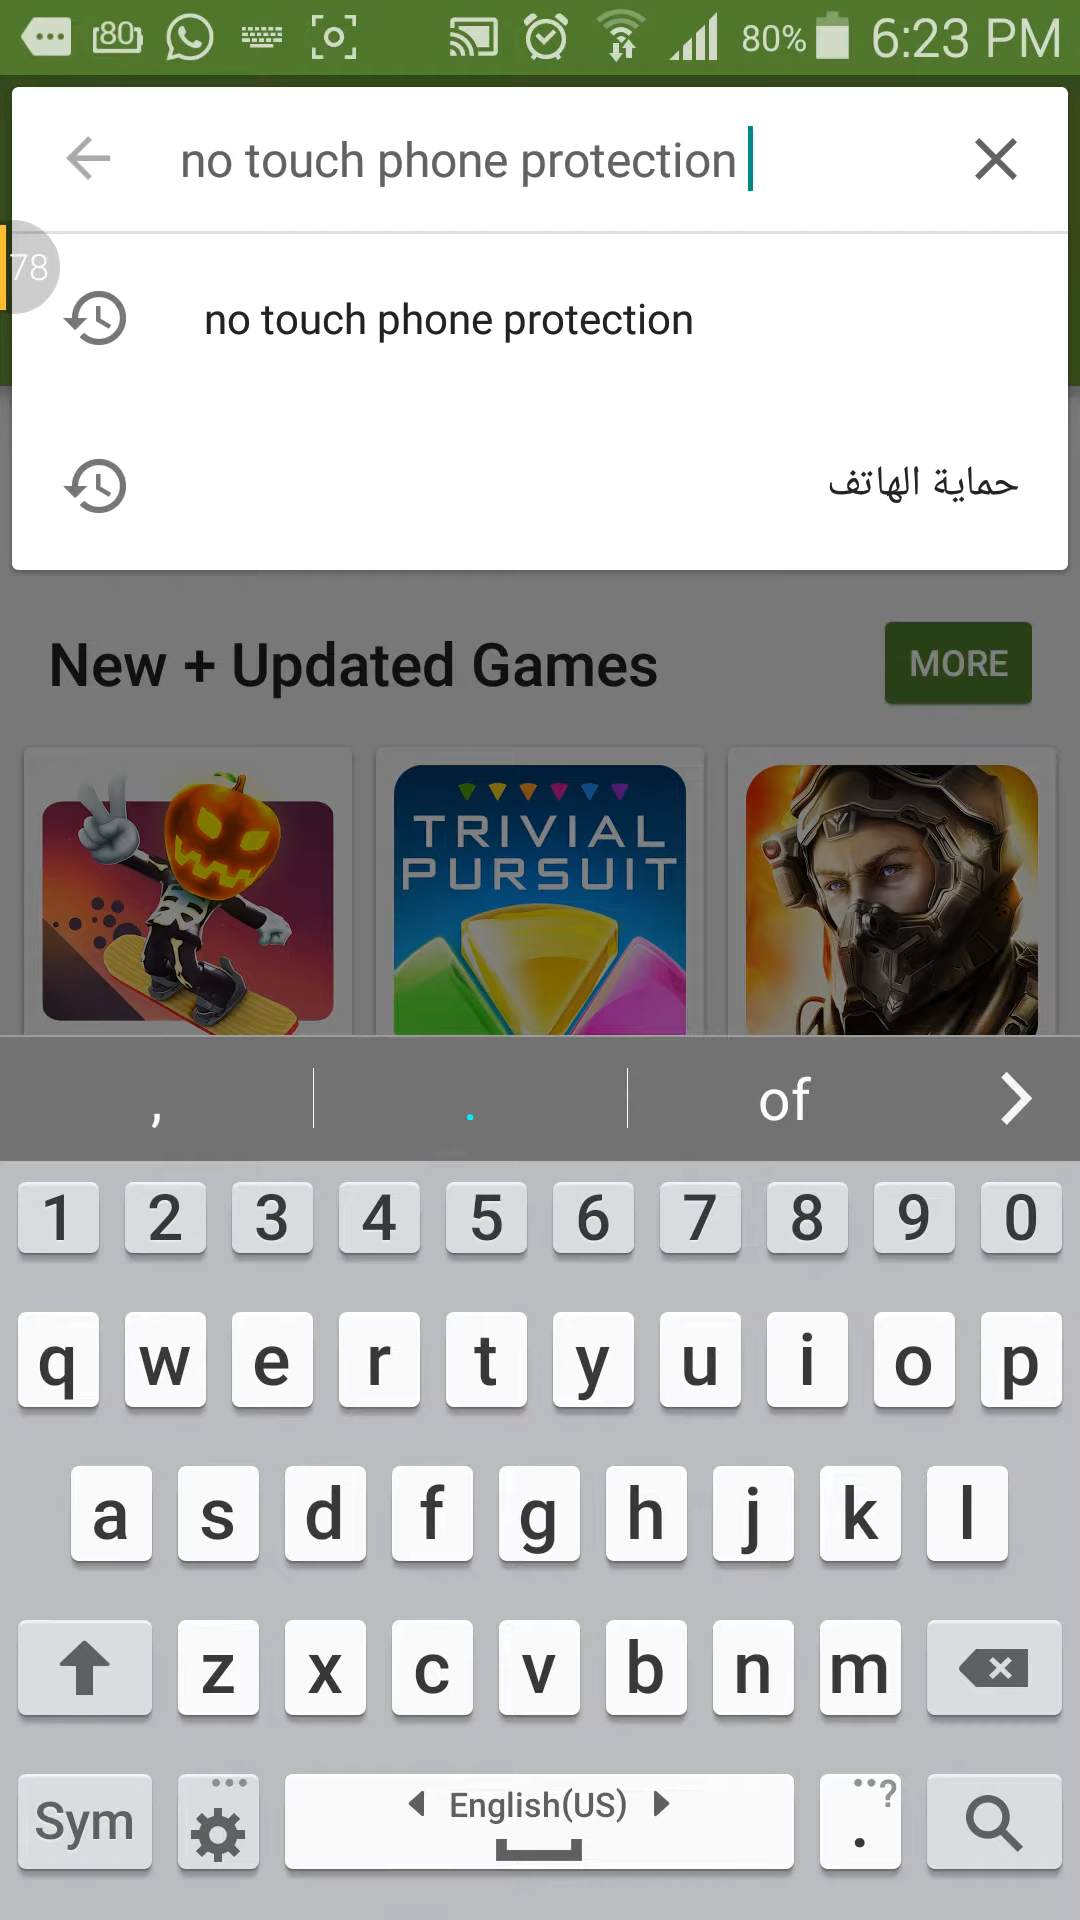 80 80% 6:23 PM
no touch phone protection
78
no touch phone protection
حماية الهاتف
New + Updated Games
MORE
TRIVIAL
PURSUIT
, . of
1 2 3 4 5 6 7 8 9 0
q w e r t y u i o p
a s d f g h j k l
z x c v b n m
Sym English(US) . ?